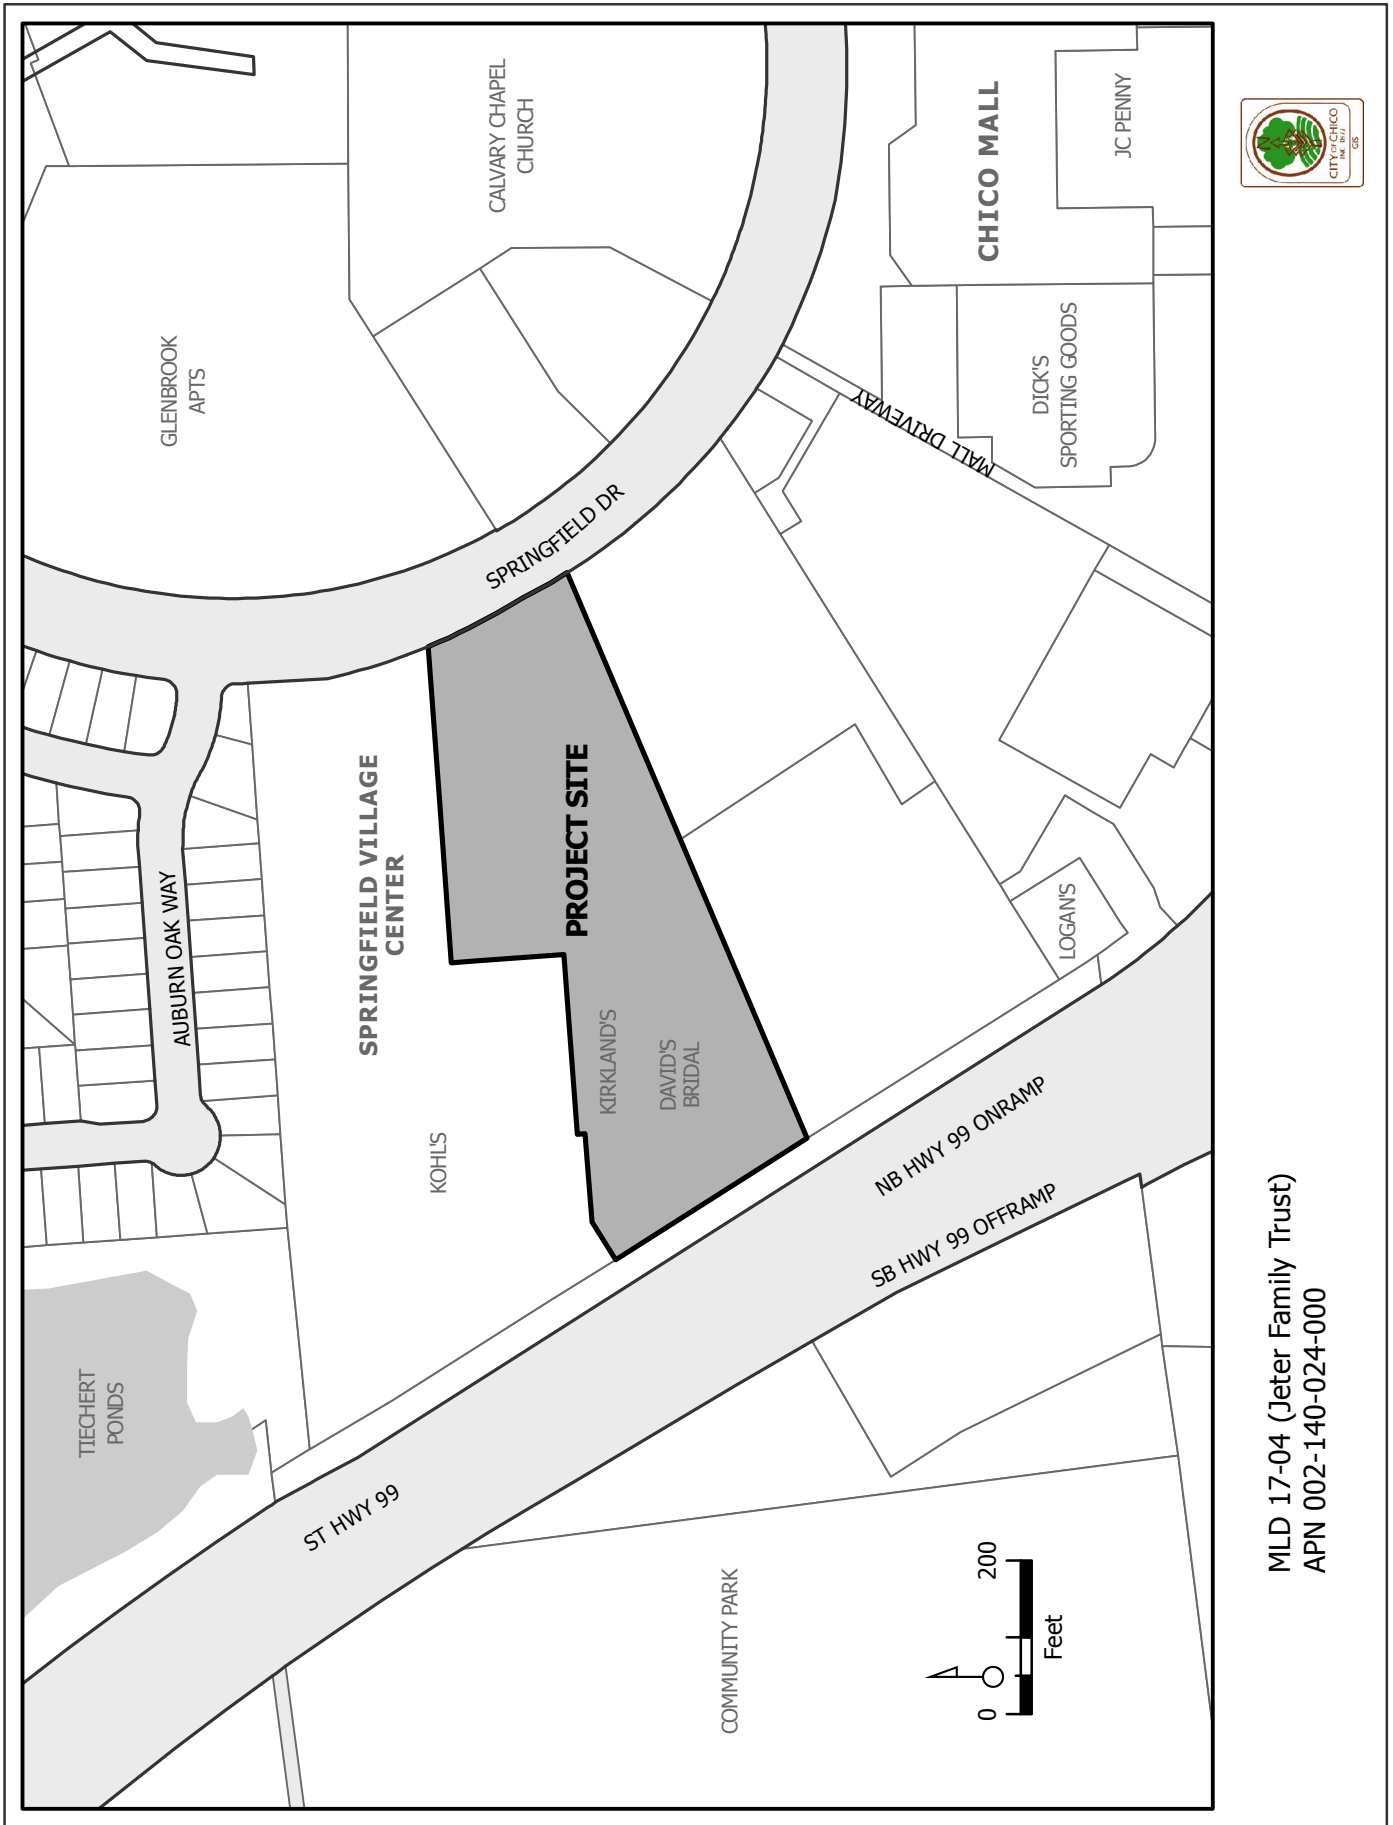 TIECHERT
PONDS
AUBURN OAK WAY
GLENBROOK
APTS
ST HWY 99
SPRINGFIELD VILLAGE
CENTER
KOHL'S
CALVARY CHAPEL
CHURCH
SPRINGFIELD DR
PROJECT SITE
KIRKLAND'S
DAVID'S
BRIDAL
COMMUNITY PARK
MALL DRIVEWAY
NB HWY 99 ONRAMP
SB HWY 99 OFFRAMP
CHICO MALL
JC PENNY
DICK'S
SPORTING GOODS
LOGAN'S
0
200
Feet
MLD 17-04 (Jeter Family Trust)
APN 002-140-024-000
CITY OF CHICO
INC. 1872
GIS